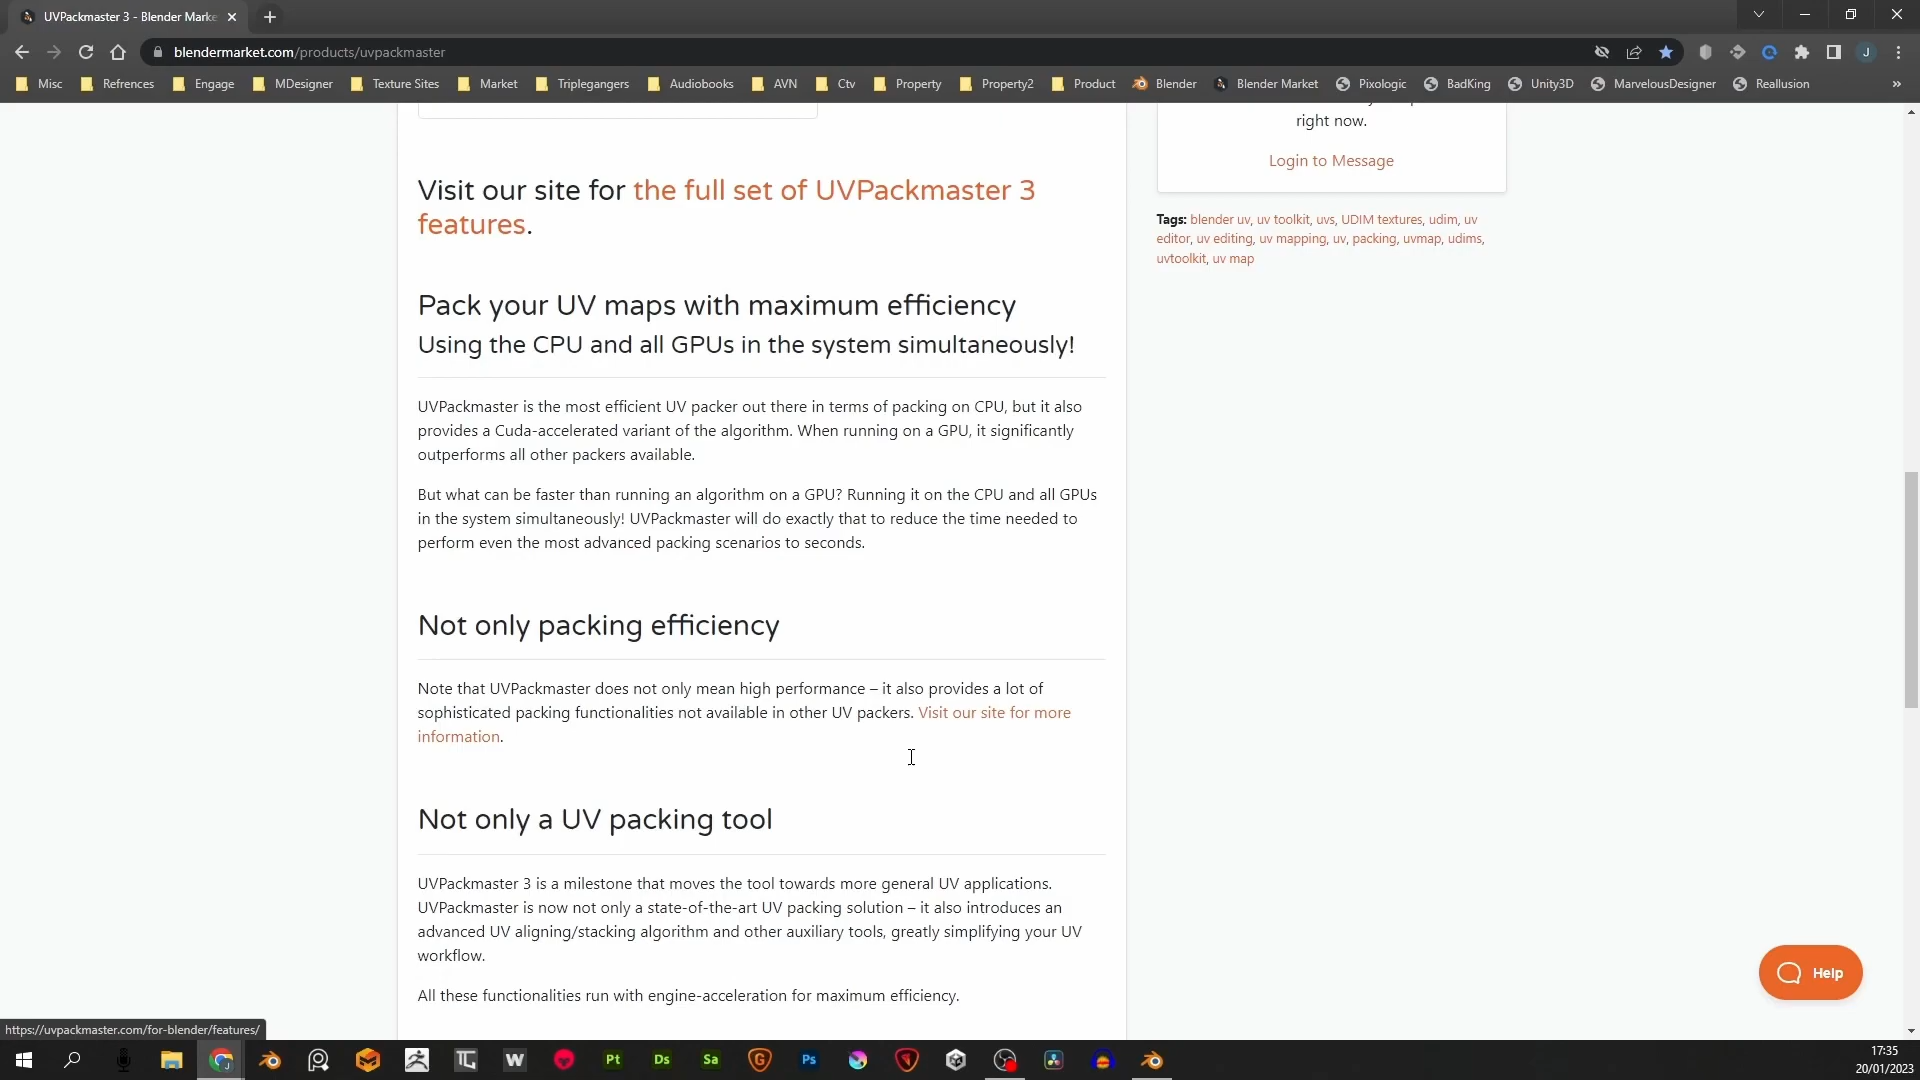 UVPackmaster 3 - Blender Marke
blendermarket.com/products/uvpackmaster
J
Misc Refrences Engage MDesigner Texture Sites Market Triplegangers Audiobooks AVN Ctv Property Property2 Product Blender Blender Market Pixologic BadKing Unity3D MarvelousDesigner Reallusion »
right now.
Login to Message
Visit our site for the full set of UVPackmaster 3
features.
Tags: blender uv, uv toolkit, uvs, UDIM textures, udim, uv
editor, uv editing, uv mapping, uv, packing, uvmap, udims,
uvtoolkit, uv map
Pack your UV maps with maximum efficiency
Using the CPU and all GPUs in the system simultaneously!
UVPackmaster is the most efficient UV packer out there in terms of packing on CPU, but it also
provides a Cuda-accelerated variant of the algorithm. When running on a GPU, it significantly
outperforms all other packers available.
But what can be faster than running an algorithm on a GPU? Running it on the CPU and all GPUs
in the system simultaneously! UVPackmaster will do exactly that to reduce the time needed to
perform even the most advanced packing scenarios to seconds.
Not only packing efficiency
Note that UVPackmaster does not only mean high performance – it also provides a lot of
sophisticated packing functionalities not available in other UV packers. Visit our site for more
information.
Not only a UV packing tool
UVPackmaster 3 is a milestone that moves the tool towards more general UV applications.
UVPackmaster is now not only a state-of-the-art UV packing solution – it also introduces an
advanced UV aligning/stacking algorithm and other auxiliary tools, greatly simplifying your UV
workflow.
All these functionalities run with engine-acceleration for maximum efficiency.
Help
https://uvpackmaster.com/for-blender/features/
W Pt Ds Sa G Ps
17:35
20/01/2023